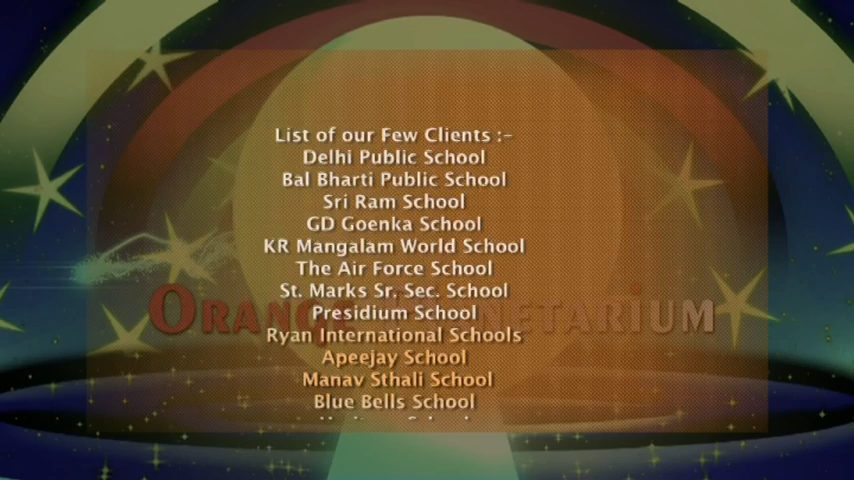 List of our Few Clients :-
Delhi Public School
Bal Bharti Public School
Sri Ram School
GD Goenka School
KR Mangalam World School
The Air Force School
St. Marks Sr. Sec. School
Presidium School
Ryan International Schools
Apeejay School
Manav Sthali School
Blue Bells School